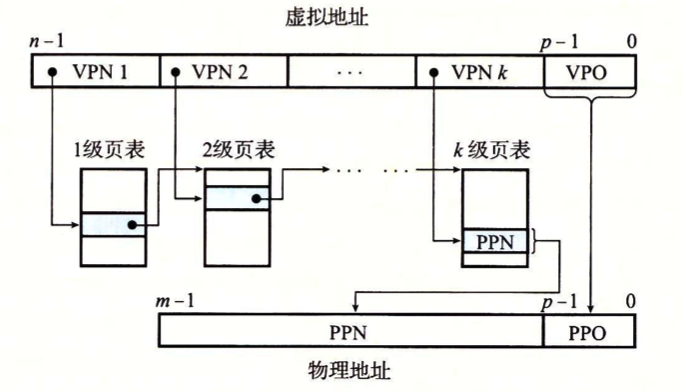 虚拟地址
n-1 p-1 0
VPN 1 VPN 2 ... VPN k VPO
1级页表 2级页表 k 级页表
... ...
PPN
m-1 p-1 0
PPN PPO
物理地址